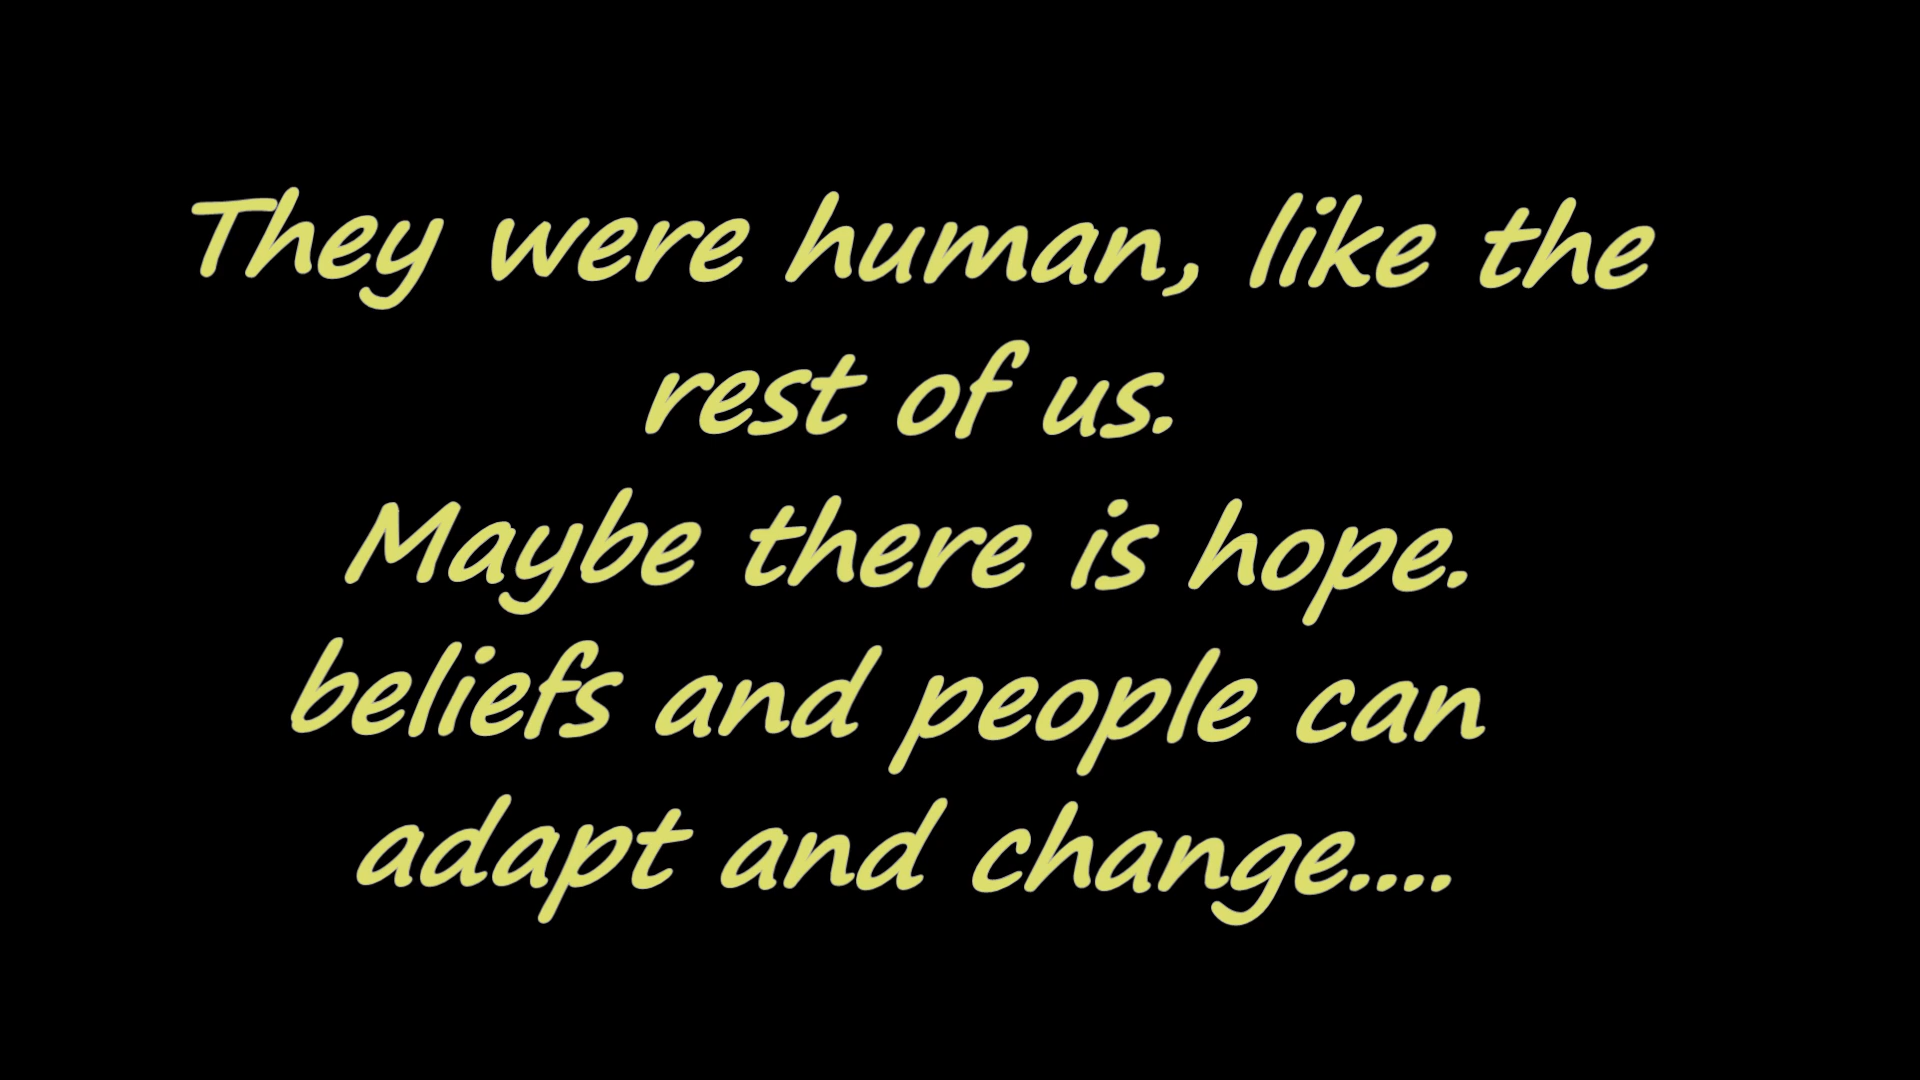 They were human, like the
rest of us.
Maybe there is hope.
beliefs and people can
adapt and change....